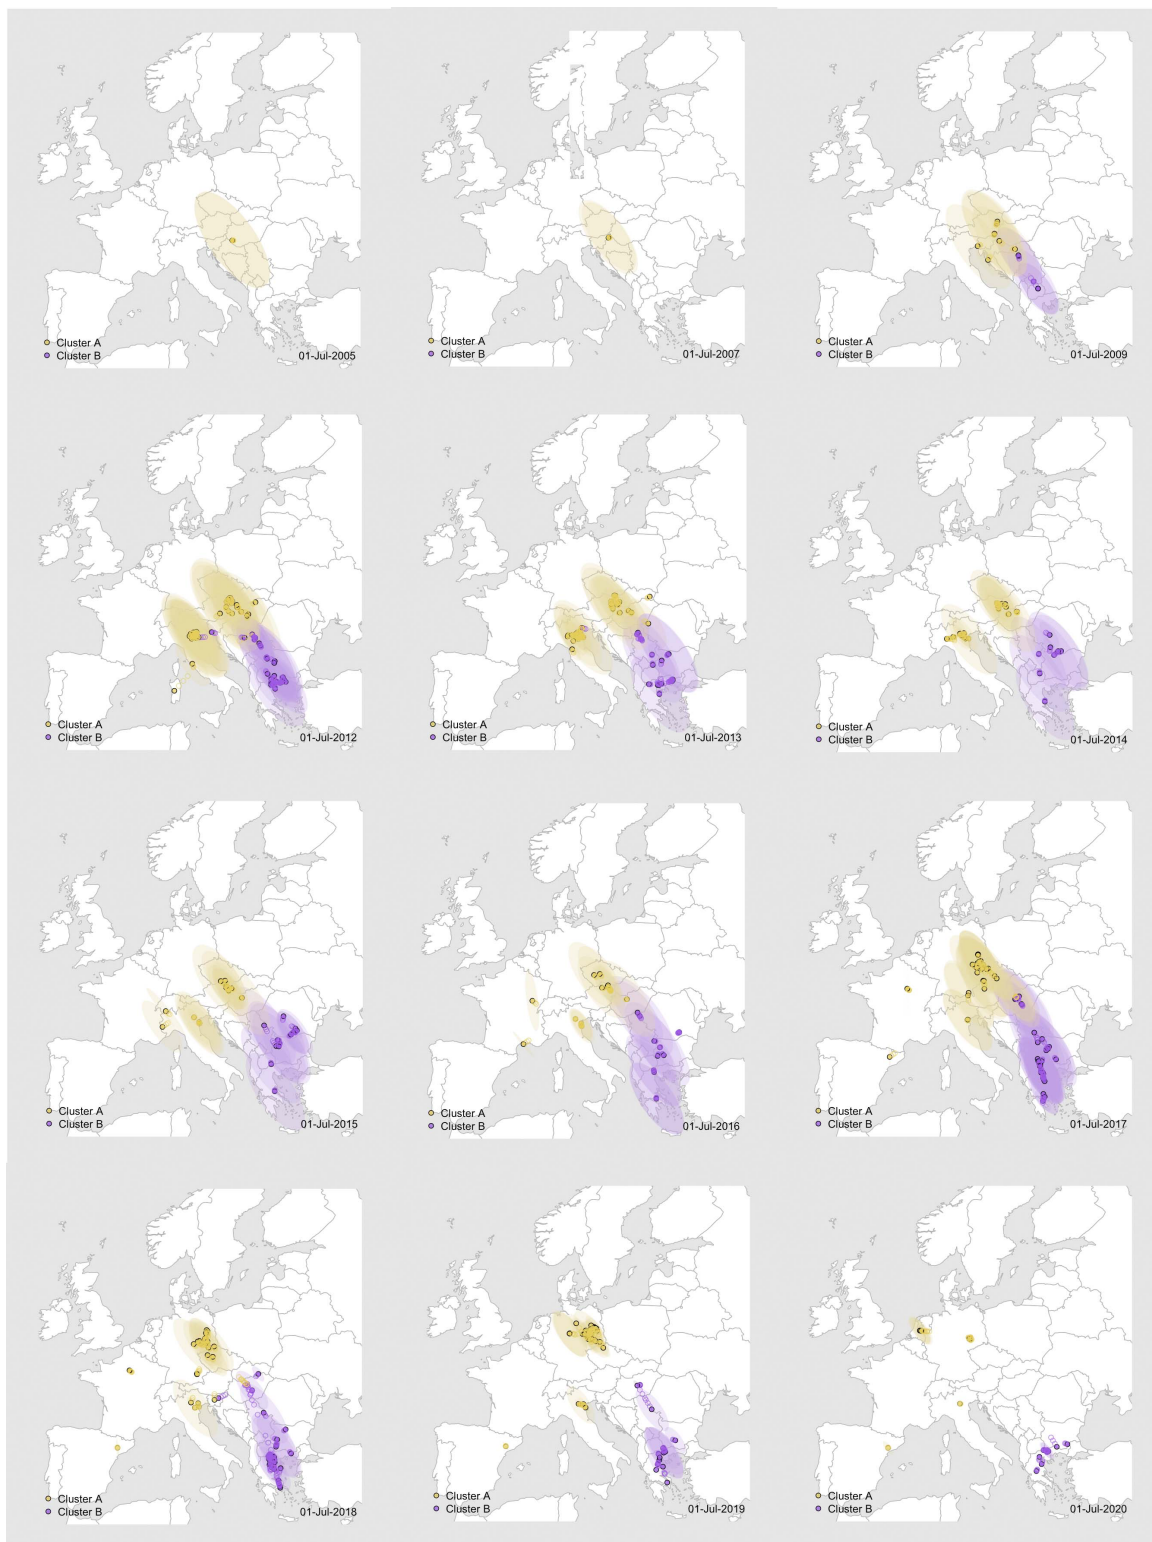 Cluster A
Cluster B 01-Jul-2005
Cluster A
Cluster B 01-Jul-2007
Cluster A
Cluster B 01-Jul-2009
Cluster A
Cluster B 01-Jul-2012
Cluster A
Cluster B 01-Jul-2013
Cluster A
Cluster B 01-Jul-2014
Cluster A
Cluster B 01-Jul-2015
Cluster A
Cluster B 01-Jul-2016
Cluster A
Cluster B 01-Jul-2017
Cluster A
Cluster B 01-Jul-2018
Cluster A
Cluster B 01-Jul-2019
Cluster A
Cluster B 01-Jul-2020